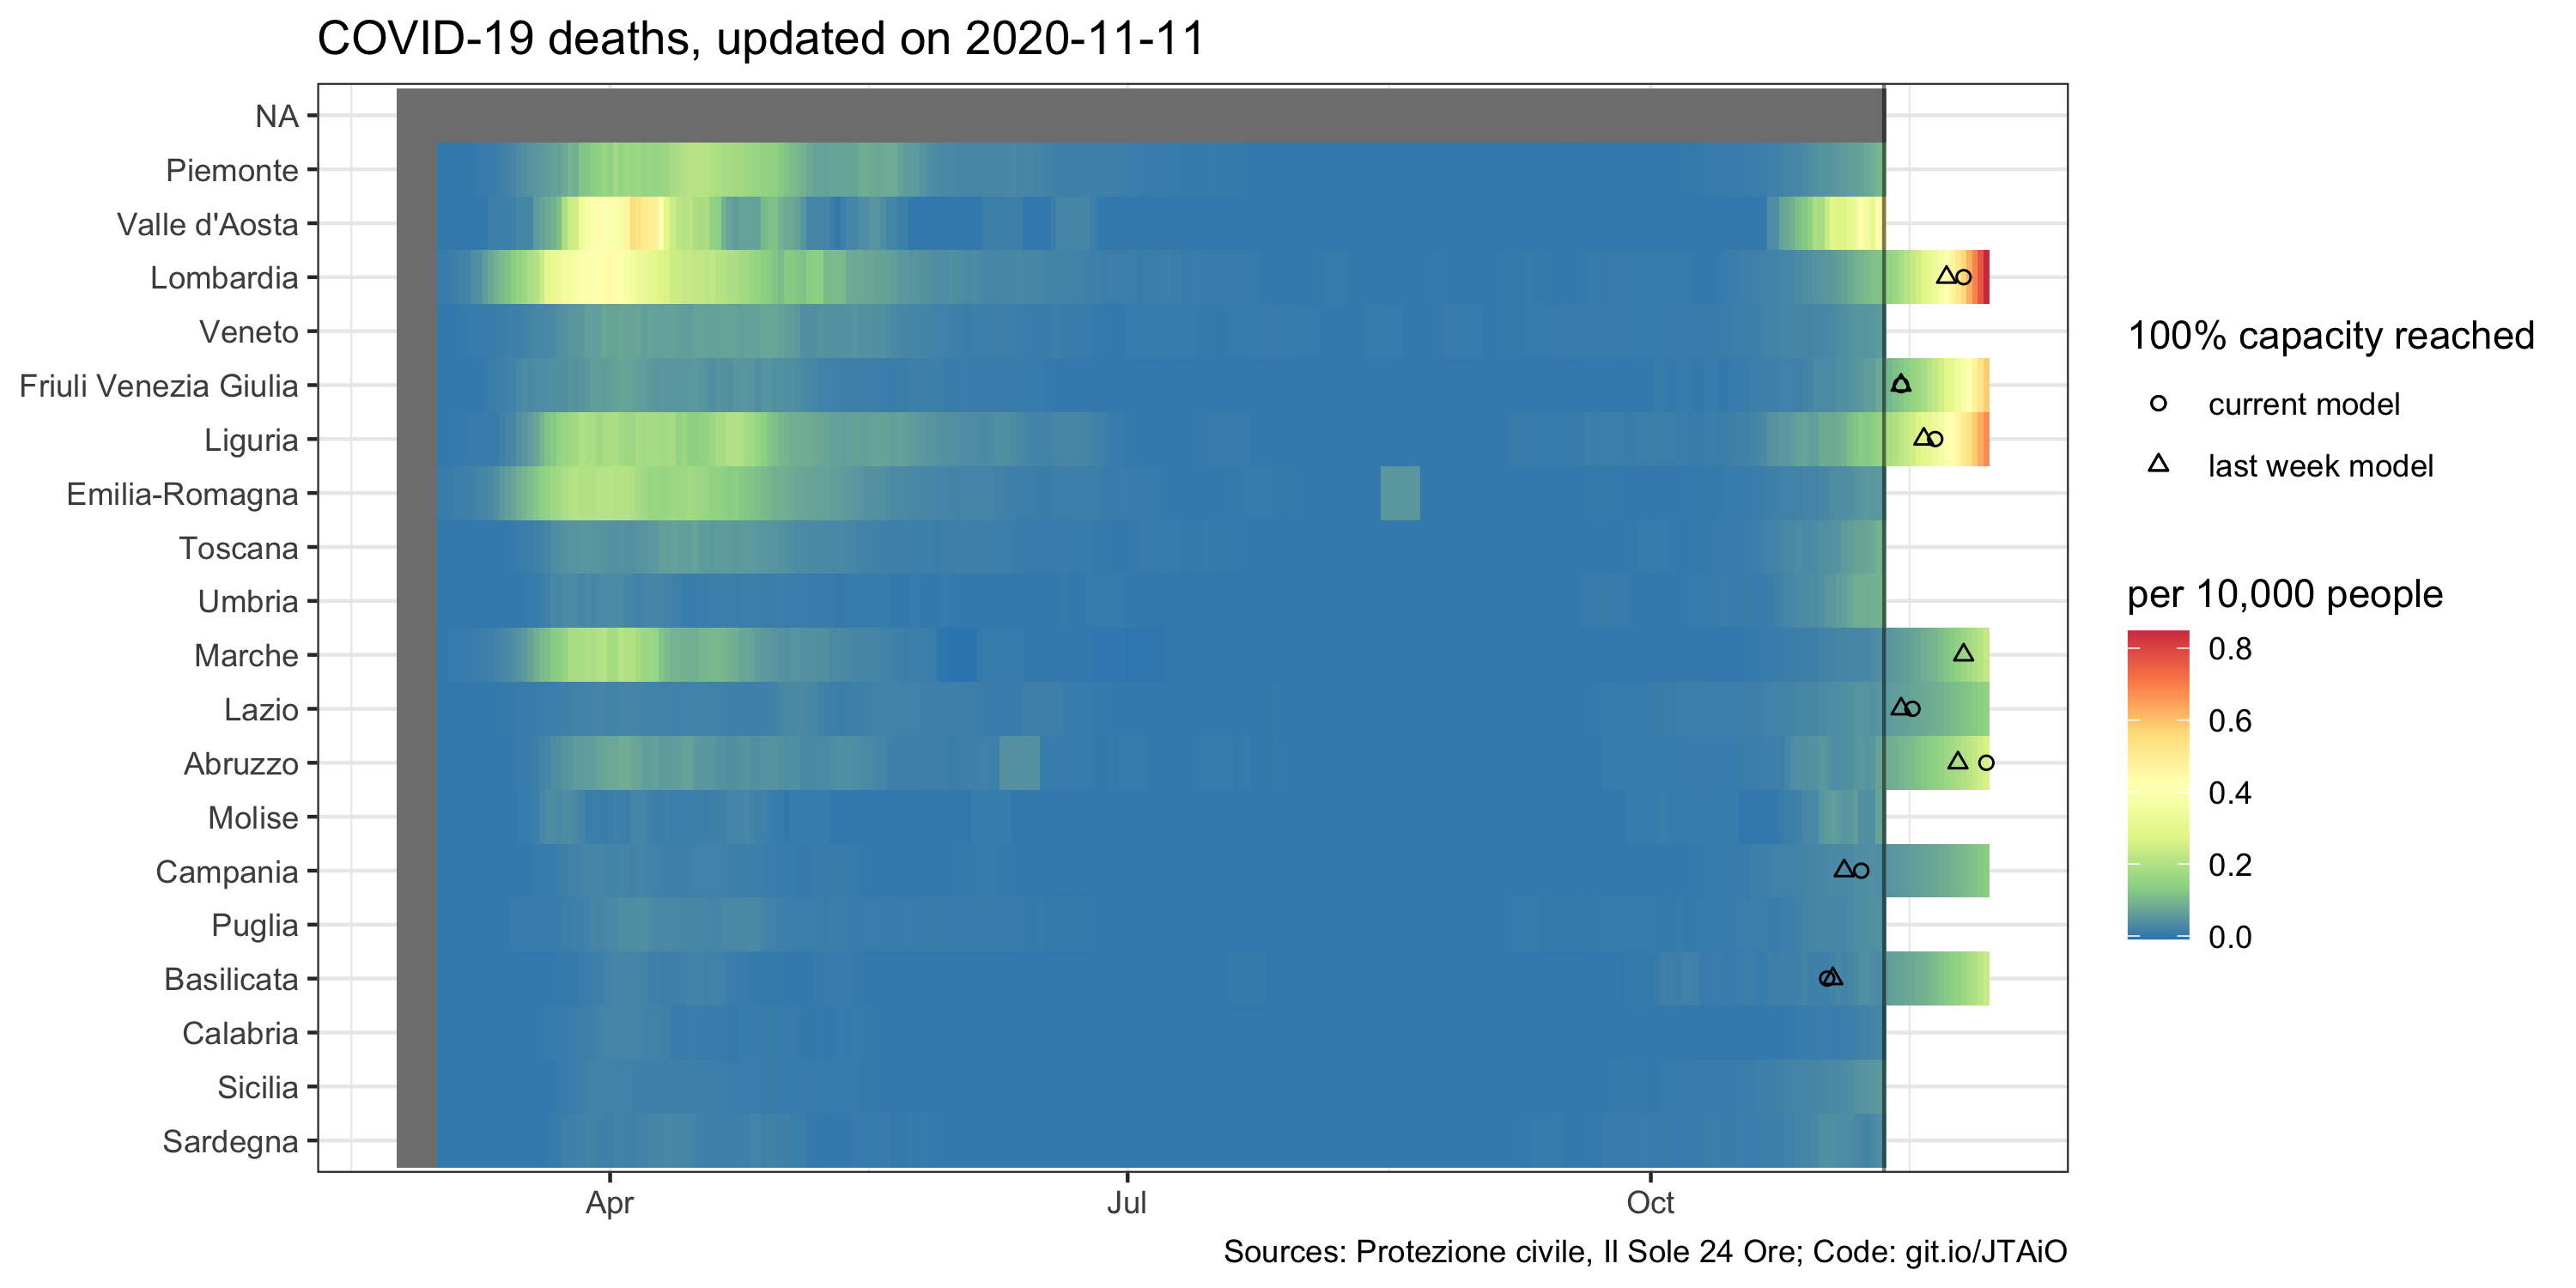 COVID-19 deaths, updated on 2020-11-11
NA
Piemonte
Valle d'Aosta
Lombardia
Veneto
Friuli Venezia Giulia
Liguria
Emilia-Romagna
Toscana
Umbria
Marche
Lazio
Abruzzo
Molise
Campania
Puglia
Basilicata
Calabria
Sicilia
Sardegna
Apr
Jul
Oct
100% capacity reached
current model
last week model
per 10,000 people
0.8
0.6
0.4
0.2
0.0
Sources: Protezione civile, Il Sole 24 Ore; Code: git.io/JTAiO